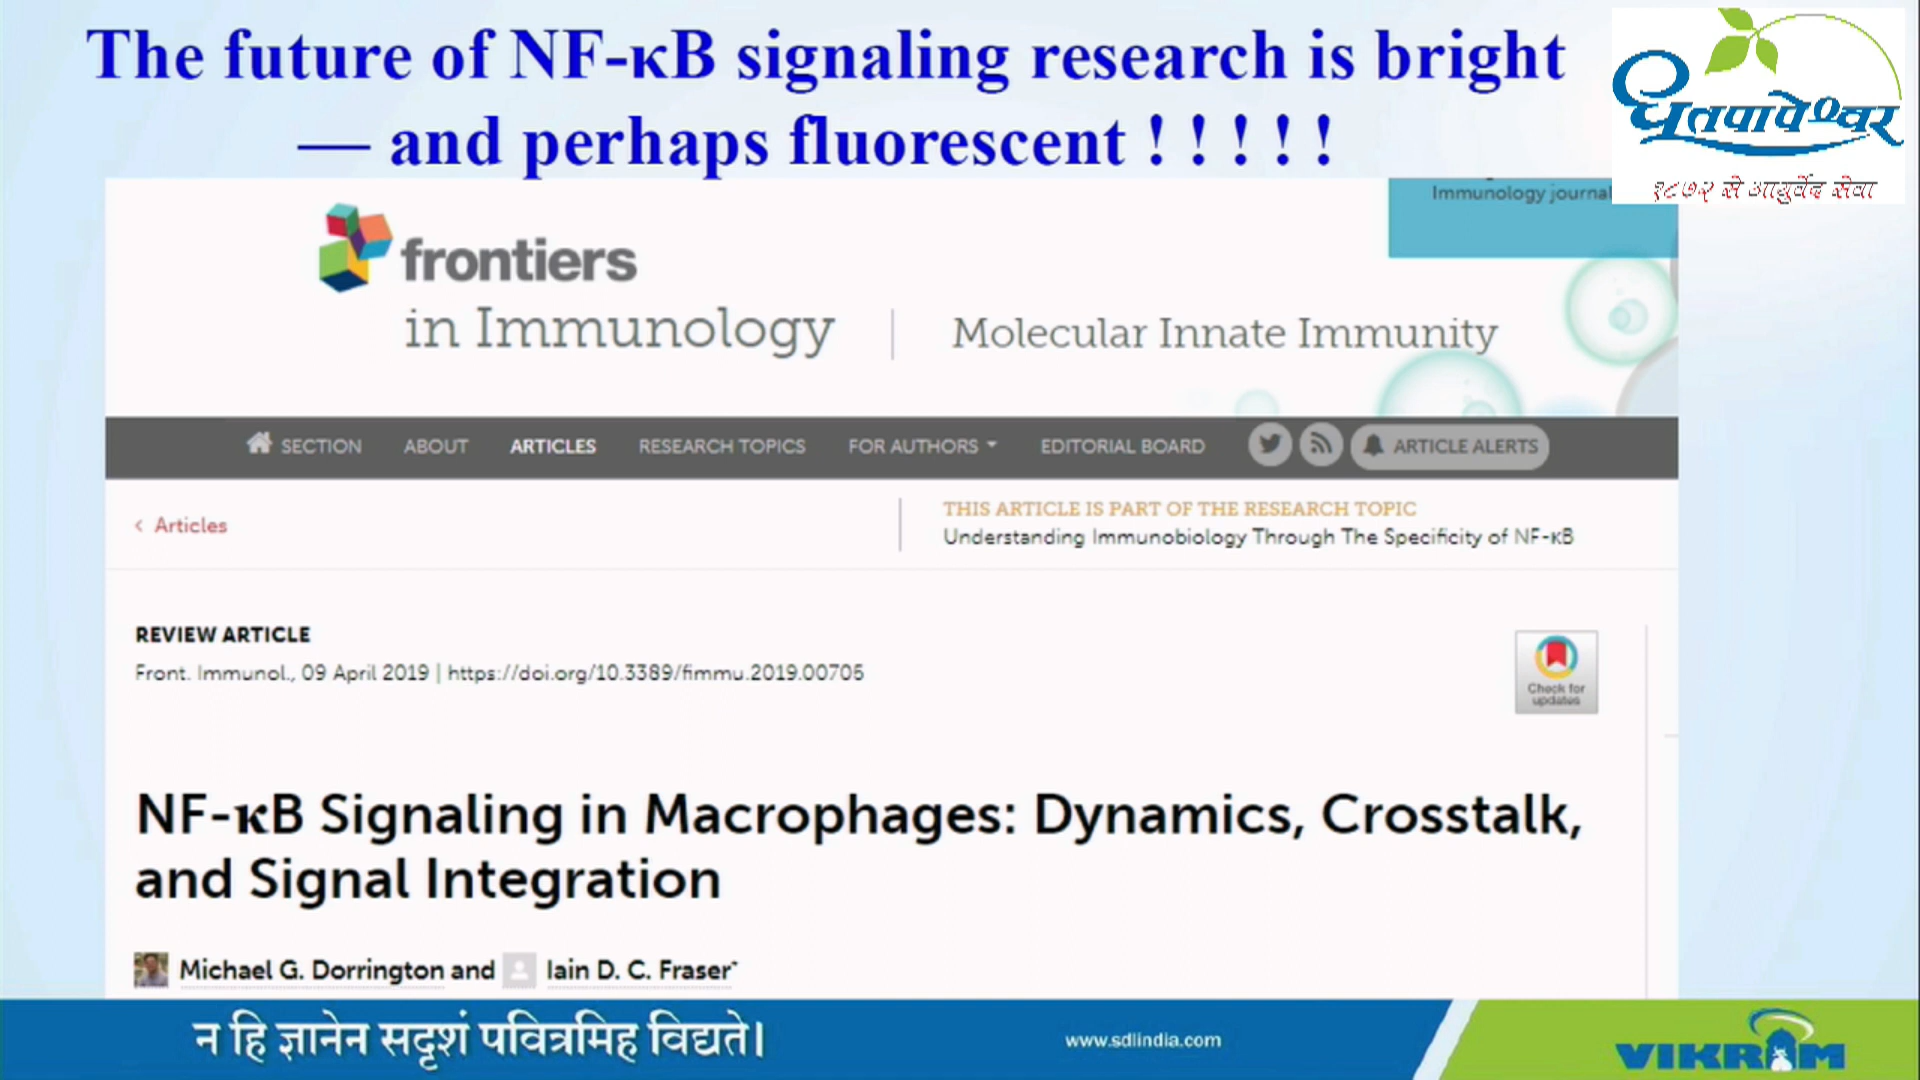 The future of NF-κB signaling research is bright
— and perhaps fluorescent ! ! ! ! !
धूतपापेश्वर
१८७२ से आयुर्वेद सेवा
Immunology journal
frontiers
in Immunology
Molecular Innate Immunity
SECTION ABOUT ARTICLES RESEARCH TOPICS FOR AUTHORS EDITORIAL BOARD ARTICLE ALERTS
‹ Articles
THIS ARTICLE IS PART OF THE RESEARCH TOPIC
Understanding Immunobiology Through The Specificity of NF-κB
REVIEW ARTICLE
Front. Immunol., 09 April 2019 | https://doi.org/10.3389/fimmu.2019.00705
Check for
updates
NF-κB Signaling in Macrophages: Dynamics, Crosstalk,
and Signal Integration
Michael G. Dorrington and Iain D. C. Fraser*
न हि ज्ञानेन सदृशं पवित्रमिह विद्यते।
www.sdlindia.com
VIKRAM